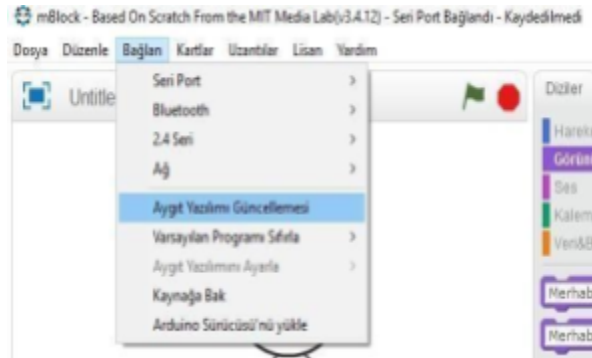 mBlock - Based On Scratch From the MIT Media Lab(v3.4.12) - Seri Port Bağlandı - Kaydedilmedi
Dosya Düzenle Bağlan Kartlar Uzantılar Lisan Yardım
Seri Port
Bluetooth
2.4 Seri
Ağ
Aygıt Yazılımı Güncellemesi
Varsayılan Programı Sıfırla
Aygıt Yazılımını Ayarla
Kaynağa Bak
Arduino Sürücüsü'nü yükle
Untitle
Diziler
Harek
Görün
Ses
Kalem
Veri&B
Merhab
Merhab